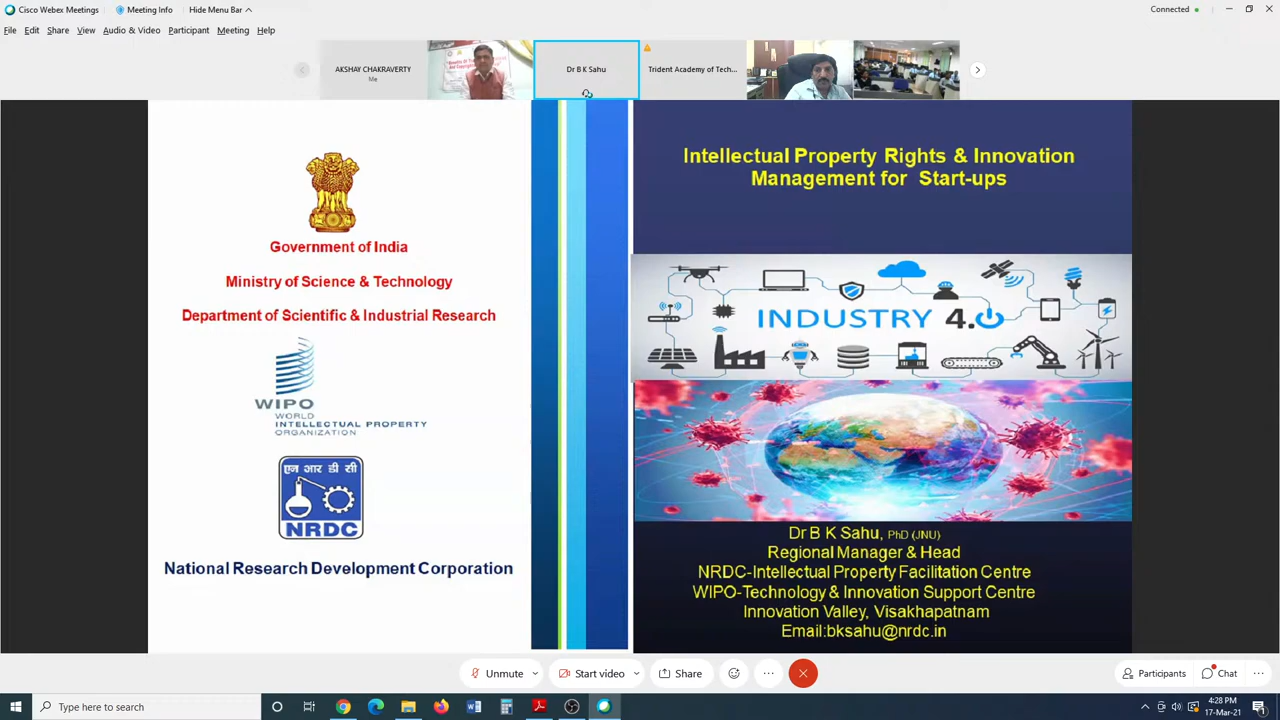 Cisco Webex Meetings
Meeting Info
Hide Menu Bar
Connected
File Edit Share View Audio & Video Participant Meeting Help
AKSHAY CHAKRAVERTY
Me
Dr B K Sahu
Trident Academy of Tech...
Government of India
Ministry of Science & Technology
Department of Scientific & Industrial Research
WIPO
WORLD
INTELLECTUAL PROPERTY
ORGANIZATION
एन आर डी सी
NRDC
National Research Development Corporation
Intellectual Property Rights & Innovation
Management for Start-ups
INDUSTRY 4.0
Dr B K Sahu, PhD (JNU)
Regional Manager & Head
NRDC-Intellectual Property Facilitation Centre
WIPO-Technology & Innovation Support Centre
Innovation Valley, Visakhapatnam
Email:bksahu@nrdc.in
Unmute
Start video
Share
Participants
Chat
Type here to search
4:28 PM
17-Mar-21